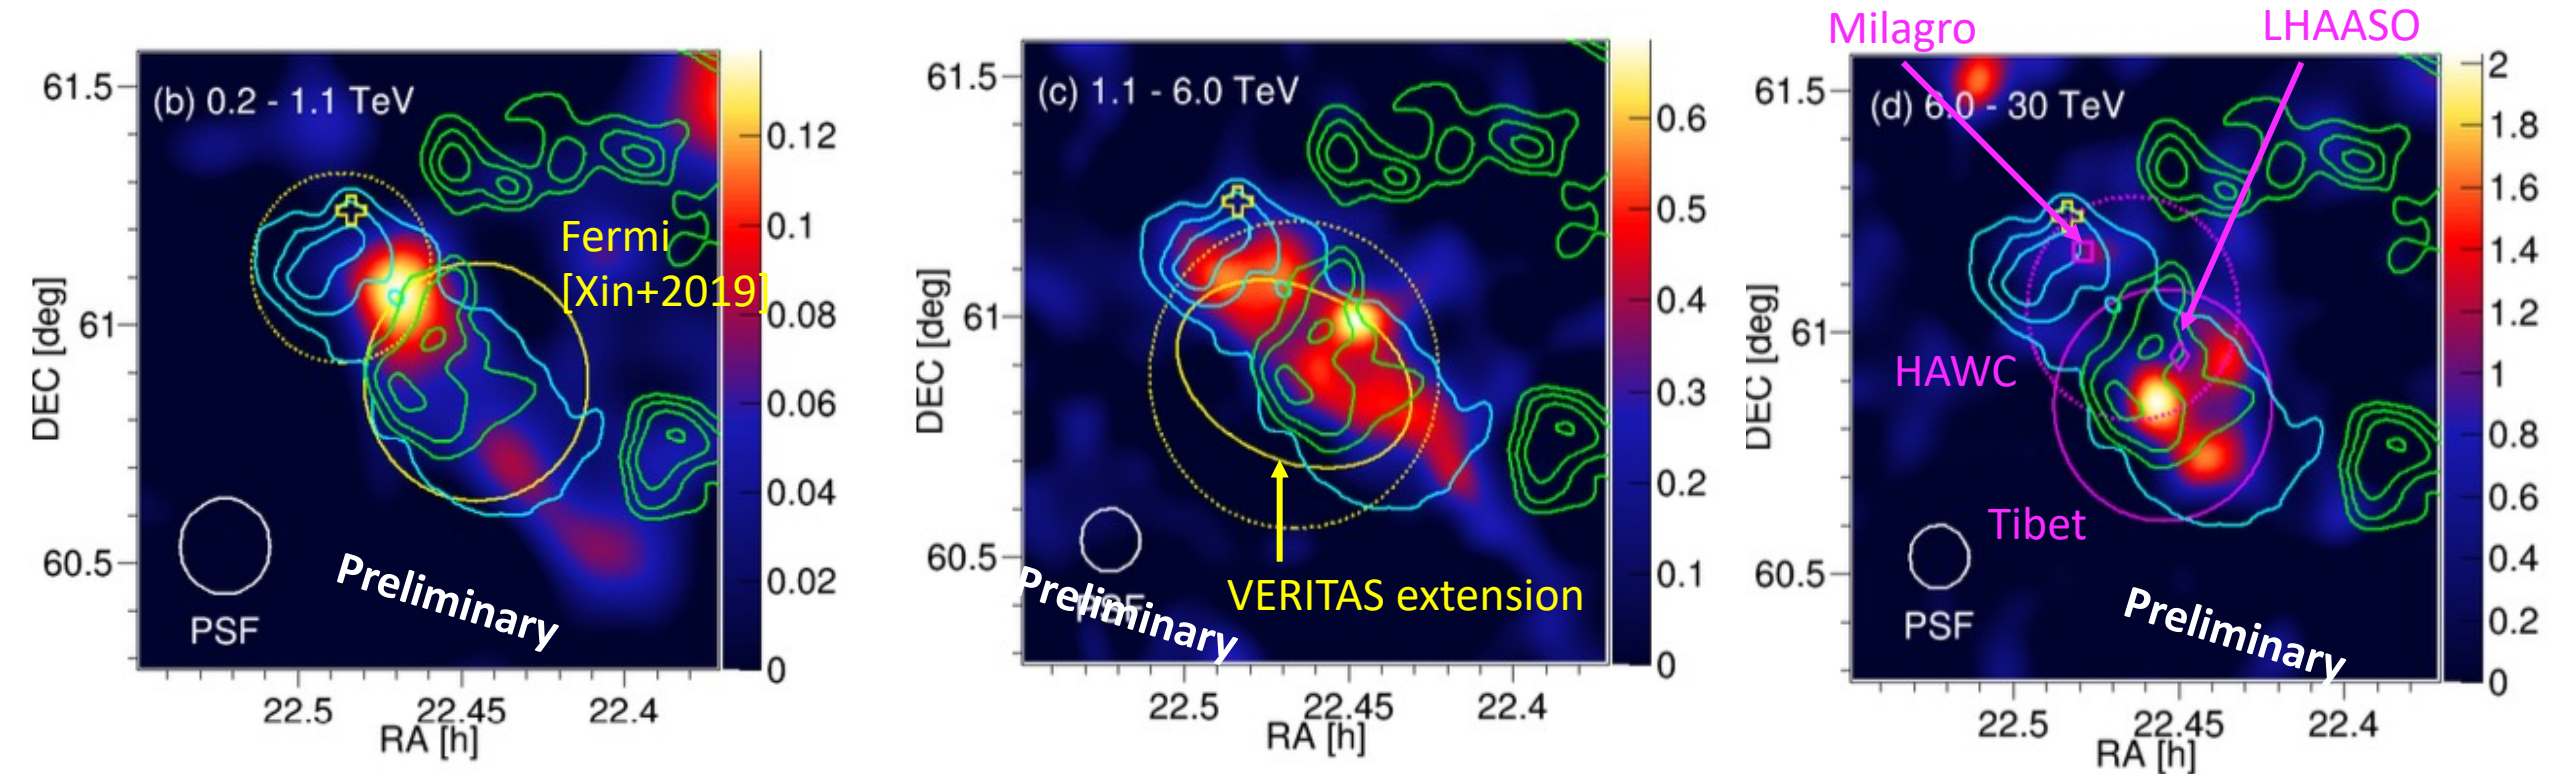 (b) 0.2 - 1.1 TeV
61.5
61
60.5
DEC [deg]
22.5
22.45
22.4
RA [h]
0.12
0.1
0.08
0.06
0.04
0.02
0
Fermi
[Xin+2019]
PSF
Preliminary
(c) 1.1 - 6.0 TeV
61.5
61
60.5
DEC [deg]
22.5
22.45
22.4
RA [h]
0.6
0.5
0.4
0.3
0.2
0.1
0
VERITAS extension
PSF
Preliminary
Milagro
LHAASO
(d) 6.0 - 30 TeV
61.5
61
60.5
DEC [deg]
22.5
22.45
22.4
RA [h]
2
1.8
1.6
1.4
1.2
1
0.8
0.6
0.4
0.2
0
HAWC
Tibet
PSF
Preliminary